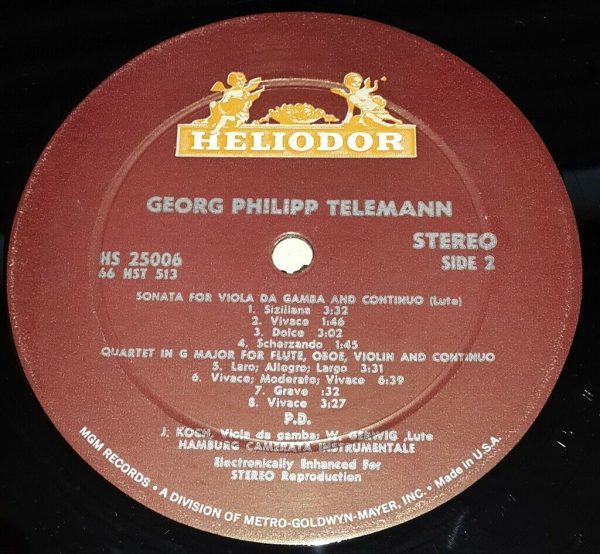 HELIODOR
GEORG PHILIPP TELEMANN
HS 25006
66 HST 513
STEREO
SIDE 2
SONATA FOR VIOLA DA GAMBA AND CONTINUO (Lute)
1. Siziliana 3:32
2. Vivace 1:46
3. Dolce 3:02
4. Scherzando 1:45
QUARTET IN G MAJOR FOR FLUTE, OBOE, VIOLIN AND CONTINUO
5. Laro; Allegro; Largo 3:31
6. Vivace; Moderato; Vivace 6:39
7. Grave :32
8. Vivace 3:27
P.D.
J. KOCH, Viola da gamba; W. GERWIG ,Lute
HAMBURG CAMERATA INSTRUMENTALE
Electronically Enhanced For
STEREO Reproduction
MGM RECORDS • A DIVISION OF METRO-GOLDWYN-MAYER, INC. • Made in U.S.A.